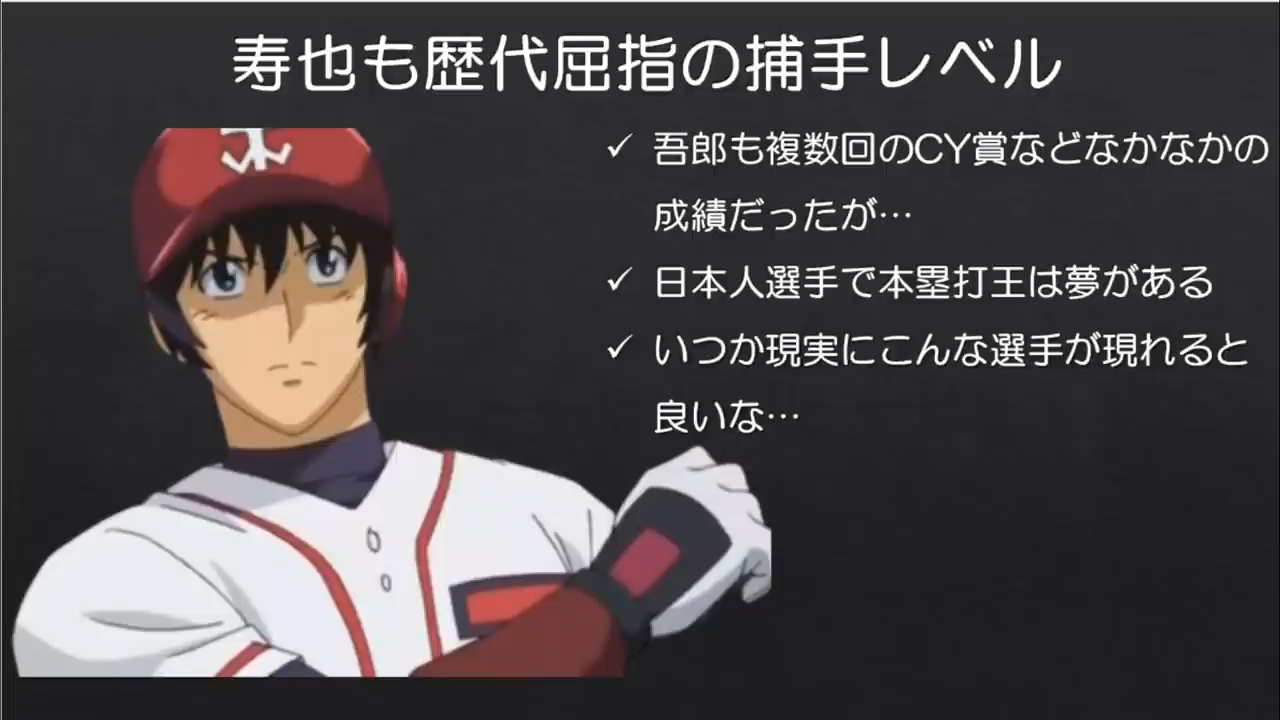 寿也も歴代屈指の捕手レベル
✓ 吾郎も複数回のCY賞などなかなかの
成績だったが…
✓ 日本人選手で本塁打王は夢がある
✓ いつか現実にこんな選手が現れると
良いな…